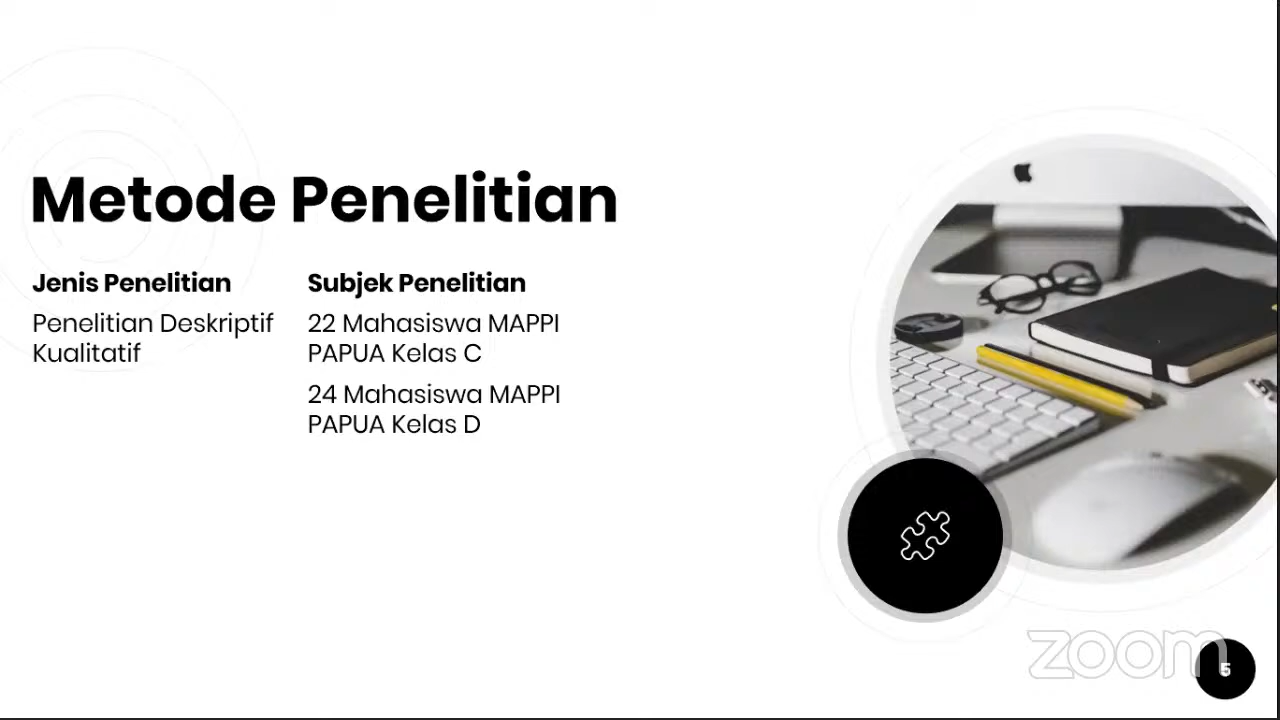 Metode Penelitian
Jenis Penelitian
Penelitian Deskriptif
Kualitatif
Subjek Penelitian
22 Mahasiswa MAPPI
PAPUA Kelas C
24 Mahasiswa MAPPI
PAPUA Kelas D
zoom
5